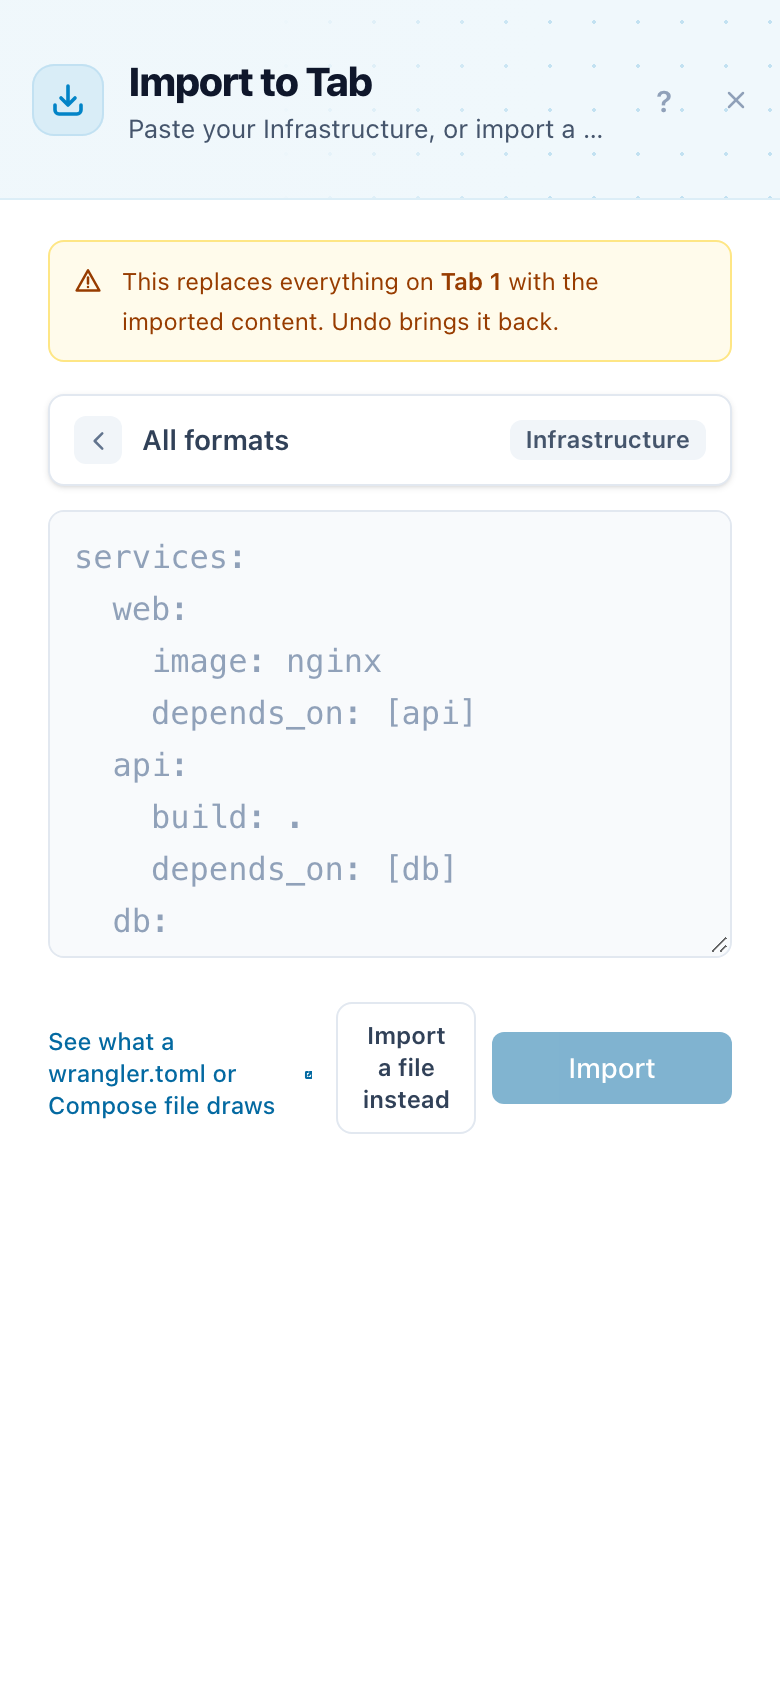 Import to Tab
Paste your Infrastructure, or import a ...
?
This replaces everything on Tab 1 with the
imported content. Undo brings it back.
All formats
Infrastructure
services:
  web:
    image: nginx
    depends_on: [api]
  api:
    build: .
    depends_on: [db]
  db:
See what a
wrangler.toml or
Compose file draws
Import
a file
instead
Import